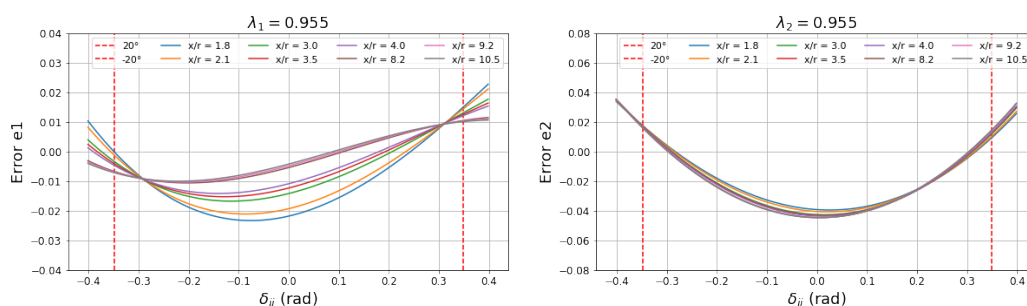 λ₁ = 0.955
0.04
0.03
0.02
0.01
0.00
−0.01
−0.02
−0.03
−0.04
Error e1
20°
-20°
x/r = 1.8
x/r = 2.1
x/r = 3.0
x/r = 3.5
x/r = 4.0
x/r = 8.2
x/r = 9.2
x/r = 10.5
−0.4
−0.3
−0.2
−0.1
0.0
0.1
0.2
0.3
0.4
δij (rad)
λ₂ = 0.955
0.08
0.06
0.04
0.02
0.00
−0.02
−0.04
−0.06
−0.08
Error e2
20°
-20°
x/r = 1.8
x/r = 2.1
x/r = 3.0
x/r = 3.5
x/r = 4.0
x/r = 8.2
x/r = 9.2
x/r = 10.5
−0.4
−0.3
−0.2
−0.1
0.0
0.1
0.2
0.3
0.4
δij (rad)